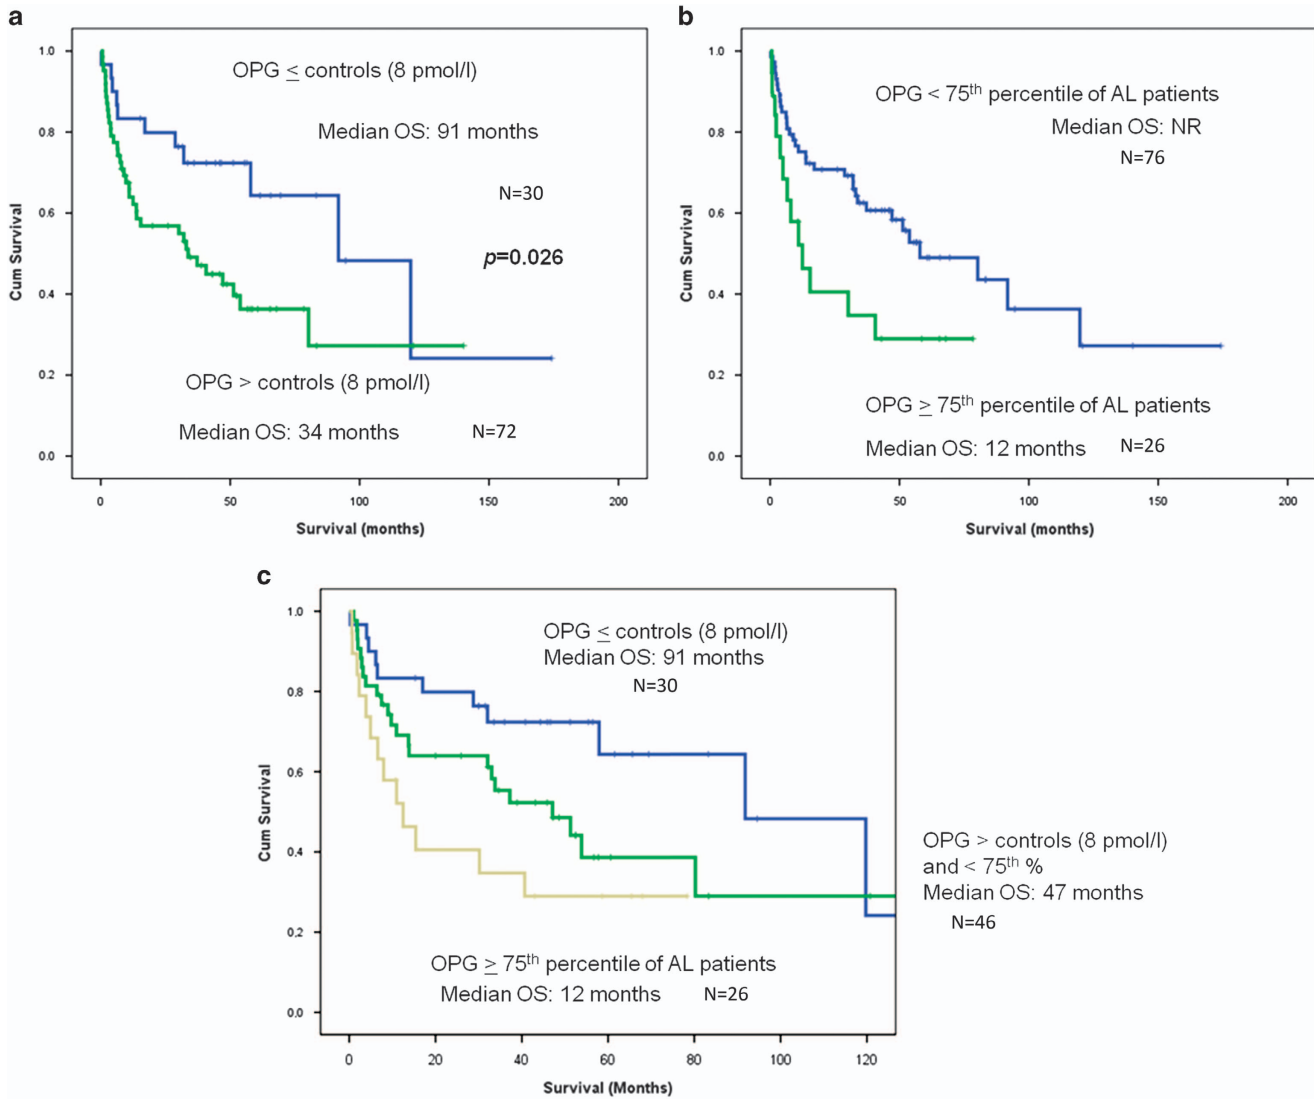 a
1.0
0.8
0.6
0.4
0.2
0.0
Cum Survival
OPG ≤ controls (8 pmol/l)
Median OS: 91 months
N=30
p=0.026
OPG > controls (8 pmol/l)
Median OS: 34 months N=72
0 50 100 150 200
Survival (months)
b
1.0
0.8
0.6
0.4
0.2
0.0
Cum Survival
OPG < 75th percentile of AL patients
Median OS: NR
N=76
OPG ≥ 75th percentile of AL patients
Median OS: 12 months N=26
0 50 100 150 200
Survival (months)
c
1.0
0.8
0.6
0.4
0.2
0.0
Cum Survival
OPG ≤ controls (8 pmol/l)
Median OS: 91 months
N=30
OPG > controls (8 pmol/l)
and < 75th %
Median OS: 47 months
N=46
OPG ≥ 75th percentile of AL patients
Median OS: 12 months N=26
0 20 40 60 80 100 120
Survival (Months)